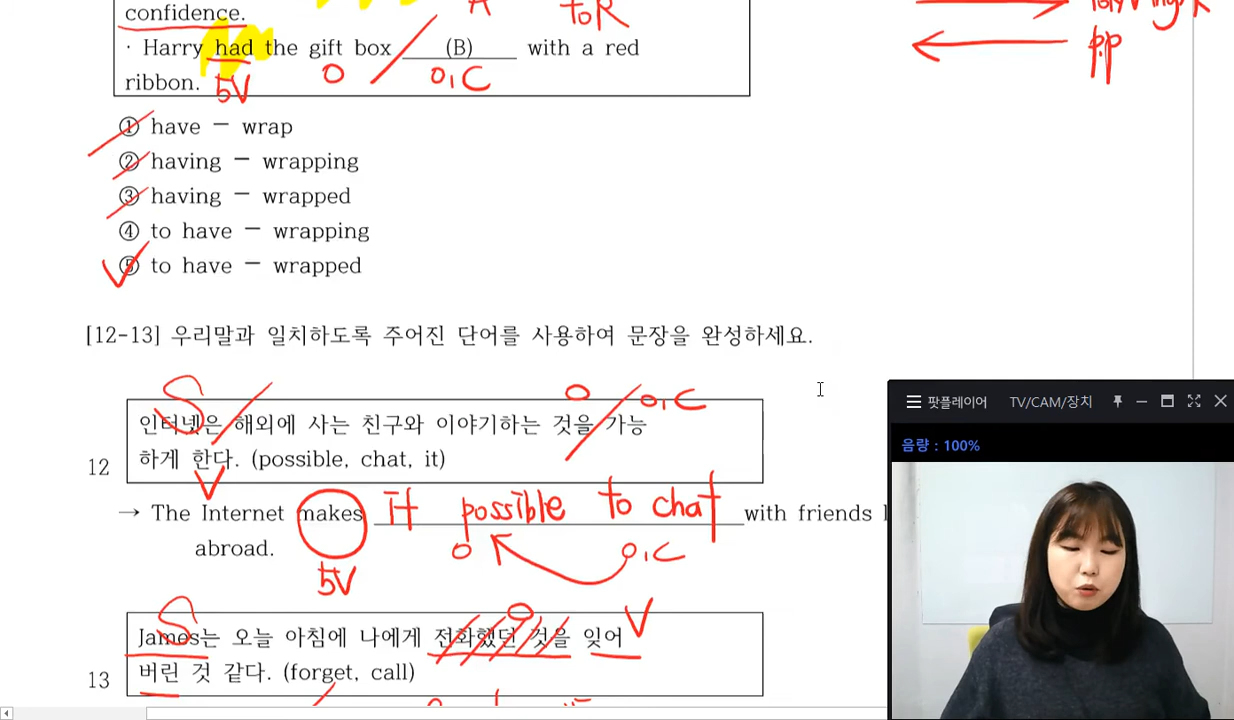 confidence.
A
to R
· Harry had the gift box (B) with a red
5V
O
O.C
ribbon.
p.p
① have − wrap
② having − wrapping
③ having − wrapped
④ to have − wrapping
⑤ to have − wrapped
[12-13] 우리말과 일치하도록 주어진 단어를 사용하여 문장을 완성하세요.
S
O
O.C
인터넷은 해외에 사는 친구와 이야기하는 것을 가능
12 하게 한다. (possible, chat, it)
V
→ The Internet makes it possible to chat with friends
abroad.
5V
O
O.C
S
O
V
James는 오늘 아침에 나에게 전화했던 것을 잊어
13 버린 것 같다. (forget, call)
팟플레이어 TV/CAM/장치
음량 : 100%